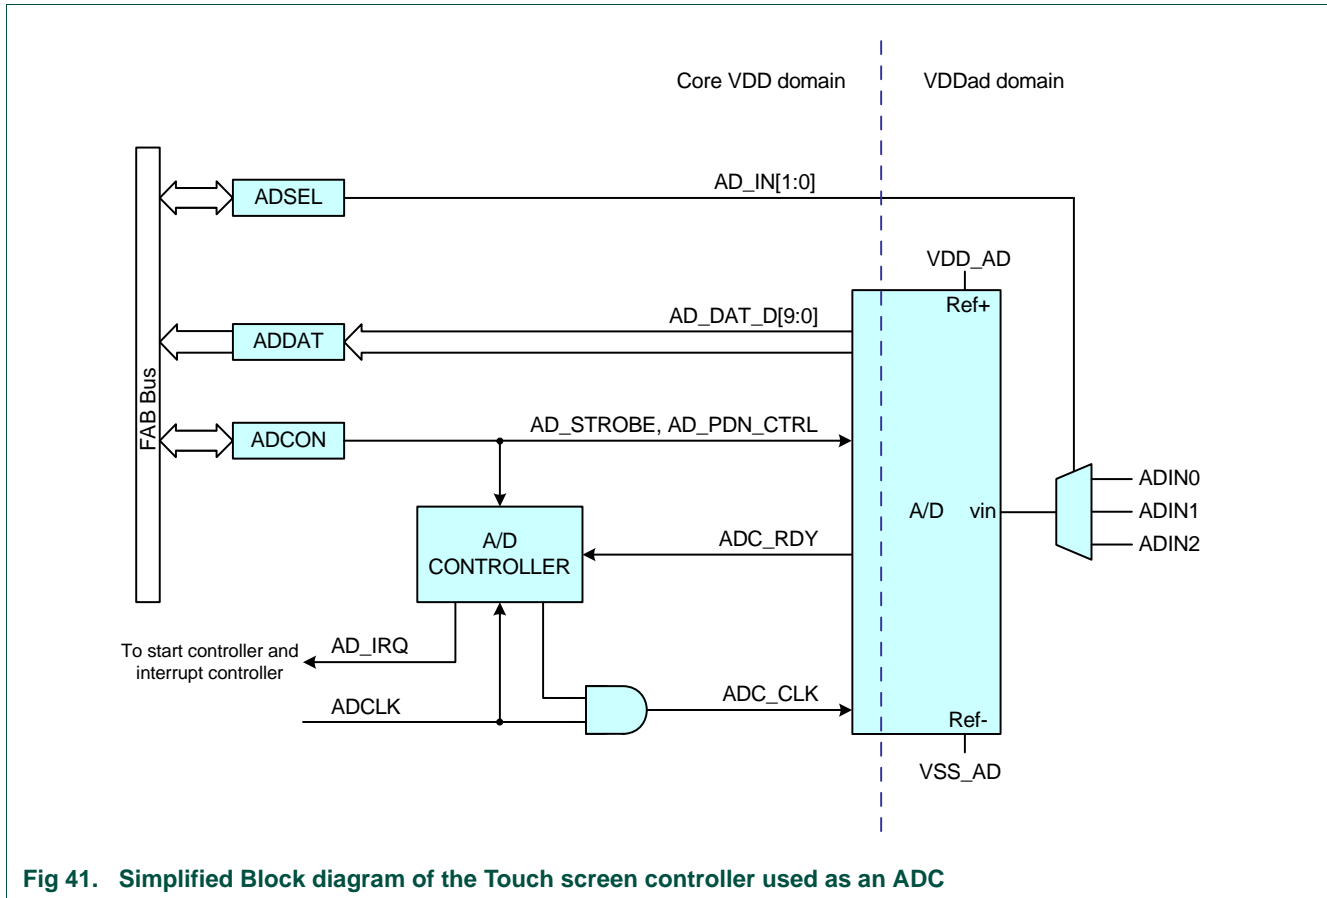 Core VDD domain
VDDad domain
ADSEL
AD_IN[1:0]
VDD_AD
Ref+
AD_DAT_D[9:0]
ADDAT
FAB Bus
ADCON
AD_STROBE, AD_PDN_CTRL
A/D
vin
ADIN0
ADIN1
ADIN2
A/D
CONTROLLER
ADC_RDY
To start controller and
interrupt controller
AD_IRQ
ADCLK
ADC_CLK
Ref-
VSS_AD
Fig 41. Simplified Block diagram of the Touch screen controller used as an ADC